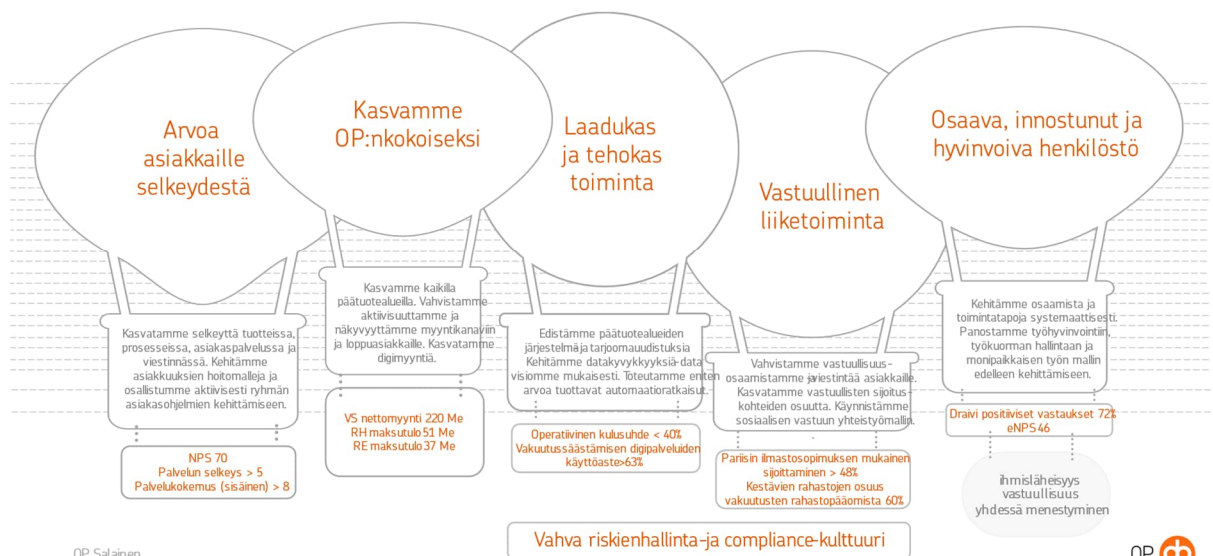 Arvoa
asiakkaille
selkeydestä
Kasvatamme selkeyttä tuotteissa,
prosesseissa, asiakaspalvelussa ja
viestinnässä. Kehitämme
asiakkuuksien hoitomalleja ja
osallistumme aktiivisesti ryhmän
asiakasohjelmien kehittämiseen.
NPS 70
Palvelun selkeys > 5
Palvelukokemus (sisäinen) > 8
Kasvamme
OP:nkokoiseksi
Kasvamme kaikilla
päätuotealueilla. Vahvistamme
aktiivisuuttamme ja
näkyvyyttämme myyntikanaviin
ja loppuasiakkaille. Kasvatamme
digimyyntiä.
VS nettomyynti 220 Me
RH maksutulo 51 Me
RE maksutulo 37 Me
Laadukas
ja tehokas
toiminta
Edistämme päätuotealueiden
järjestelmä-ja tarjoomauudistuksia
Kehitämme datakyvykkyyksiä-data
visiomme mukaisesti. Toteutamme eniten
arvoa tuottavat automaatioratkaisut.
Operatiivinen kulusuhde < 40%
Vakuutussäästämisen digipalveluiden
käyttöaste>63%
Vastuullinen
liiketoiminta
Vahvistamme vastuullisuus-
osaamistamme ja viestintää asiakkaille.
Kasvatamme vastuullisten sijoitus-
kohteiden osuutta. Käynnistämme
sosiaalisen vastuun yhteistyömallin.
Pariisin ilmastosopimuksen mukainen
sijoittaminen > 48%
Kestävien rahastojen osuus
vakuutusten rahastopääomista 60%
Osaava, innostunut ja
hyvinvoiva henkilöstö
Kehitämme osaamista ja
toimintatapoja systemaattisesti.
Panostamme työhyvinvointiin,
työkuorman hallintaan ja
monipaikkaisen työn mallin
edelleen kehittämiseen.
Draivi positiiviset vastaukset 72%
eNPS 46
ihmisläheisyys
vastuullisuus
yhdessä menestyminen
Vahva riskienhallinta-ja compliance-kulttuuri
OP Salainen
OP